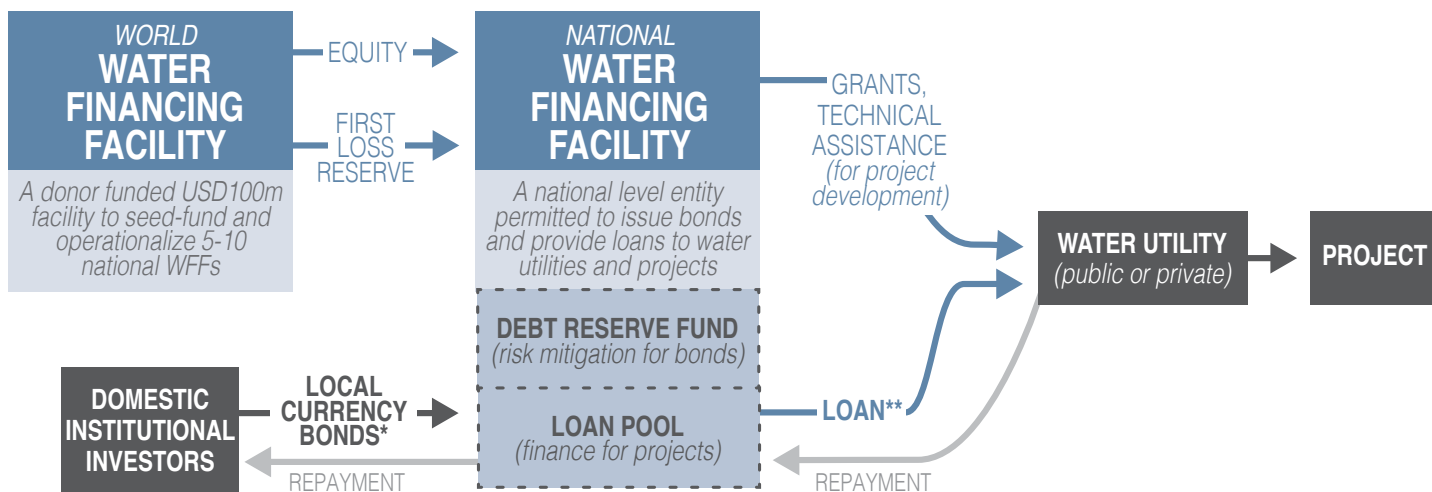 WORLD
WATER
FINANCING
FACILITY
A donor funded USD100m
facility to seed-fund and
operationalize 5-10
national WFFs
EQUITY
FIRST
LOSS
RESERVE
NATIONAL
WATER
FINANCING
FACILITY
A national level entity
permitted to issue bonds
and provide loans to water
utilities and projects
DEBT RESERVE FUND
(risk mitigation for bonds)
LOAN POOL
(finance for projects)
GRANTS,
TECHNICAL
ASSISTANCE
(for project
development)
WATER UTILITY
(public or private)
PROJECT
DOMESTIC
INSTITUTIONAL
INVESTORS
LOCAL
CURRENCY
BONDS*
REPAYMENT
LOAN**
REPAYMENT